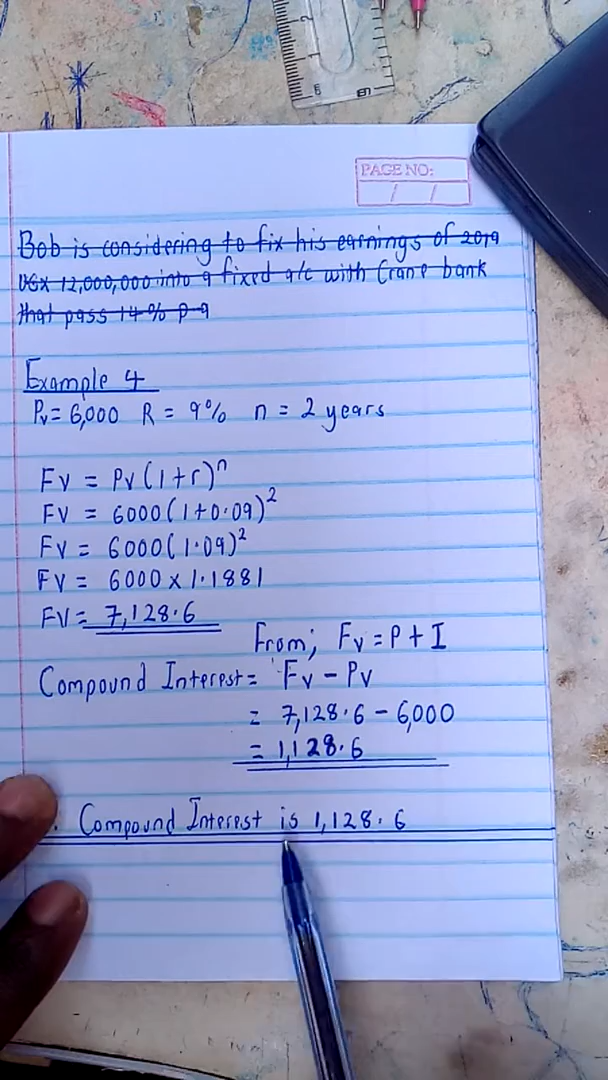 PAGE NO:
/ /
Bob is considering to fix his earnings of 2019
UGX 12,000,000 into a fixed a/c with Crane bank
that pass 14% p-a
Example 4
Pv = 6,000 R = 9% n = 2 years
Fv = Pv(1+r)ⁿ
Fv = 6000(1+0.09)²
Fv = 6000(1.09)²
Fv = 6000 x 1.1881
FV = 7,128.6
From; Fv = P + I
Compound Interest = Fv - Pv
= 7,128.6 - 6,000
= 1,128.6
Compound Interest is 1,128.6